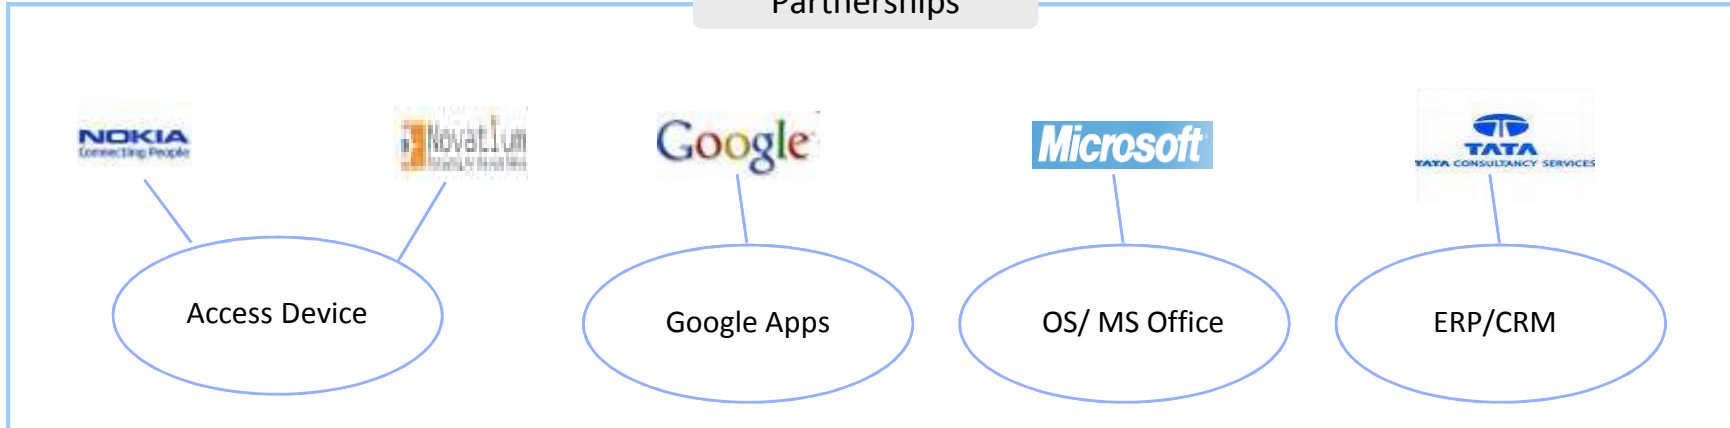 Partnerships
NOKIA
Connecting People
Novatium
Google
Microsoft
TATA
TATA CONSULTANCY SERVICES
Access Device
Google Apps
OS/ MS Office
ERP/CRM